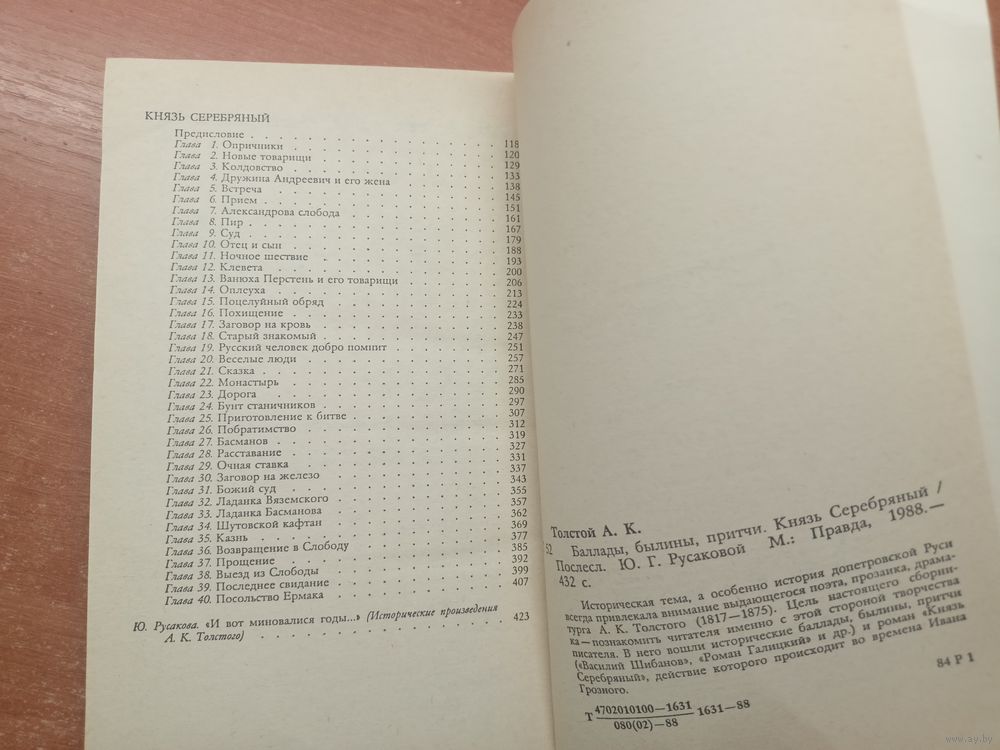 КНЯЗЬ СЕРЕБРЯНЫЙ
Предисловие . . . 118
Глава 1. Опричники . . . 120
Глава 2. Новые товарищи . . . 129
Глава 3. Колдовство . . . 133
Глава 4. Дружина Андреевич и его жена . . . 138
Глава 5. Встреча . . . 145
Глава 6. Прием . . . 151
Глава 7. Александрова слобода . . . 161
Глава 8. Пир . . . 167
Глава 9. Суд . . . 179
Глава 10. Отец и сын . . . 188
Глава 11. Ночное шествие . . . 193
Глава 12. Клевета . . . 200
Глава 13. Ванюха Перстень и его товарищи . . . 206
Глава 14. Оплеуха . . . 213
Глава 15. Поцелуйный обряд . . . 224
Глава 16. Похищение . . . 233
Глава 17. Заговор на кровь . . . 238
Глава 18. Старый знакомый . . . 247
Глава 19. Русский человек добро помнит . . . 251
Глава 20. Веселые люди . . . 257
Глава 21. Сказка . . . 271
Глава 22. Монастырь . . . 285
Глава 23. Дорога . . . 290
Глава 24. Бунт станичников . . . 297
Глава 25. Приготовление к битве . . . 307
Глава 26. Побратимство . . . 312
Глава 27. Басманов . . . 319
Глава 28. Расставание . . . 327
Глава 29. Очная ставка . . . 331
Глава 30. Заговор на железо . . . 337
Глава 31. Божий суд . . . 343
Глава 32. Ладанка Вяземского . . . 355
Глава 33. Ладанка Басманова . . . 357
Глава 34. Шутовской кафтан . . . 362
Глава 35. Казнь . . . 369
Глава 36. Возвращение в Слободу . . . 377
Глава 37. Прощение . . . 385
Глава 38. Выезд из Слободы . . . 392
Глава 39. Последнее свидание . . . 399
Глава 40. Посольство Ермака . . . 407
Ю. Русакова. «И вот миновалися годы...» (Исторические произведения
А. К. Толстого) . . . 423
Толстой А. К.
52 Баллады, былины, притчи. Князь Серебряный /
Послесл. Ю. Г. Русаковой М.: Правда, 1988.—
432 с.
Историческая тема, а особенно история допетровской Руси
всегда привлекала внимание выдающегося поэта, прозаика, драма-
турга А. К. Толстого (1817—1875). Цель настоящего сборни-
ка—познакомить читателя именно с этой стороной творчества
писателя. В него вошли исторические баллады, былины, притчи
(«Василий Шибанов», «Роман Галицкий» и др.) и роман «Князь
Серебряный», действие которого происходит во времена Ивана
Грозного.
84 Р 1
Т 4702010100—1631
080(02)—88
1631—88
www.ay.by